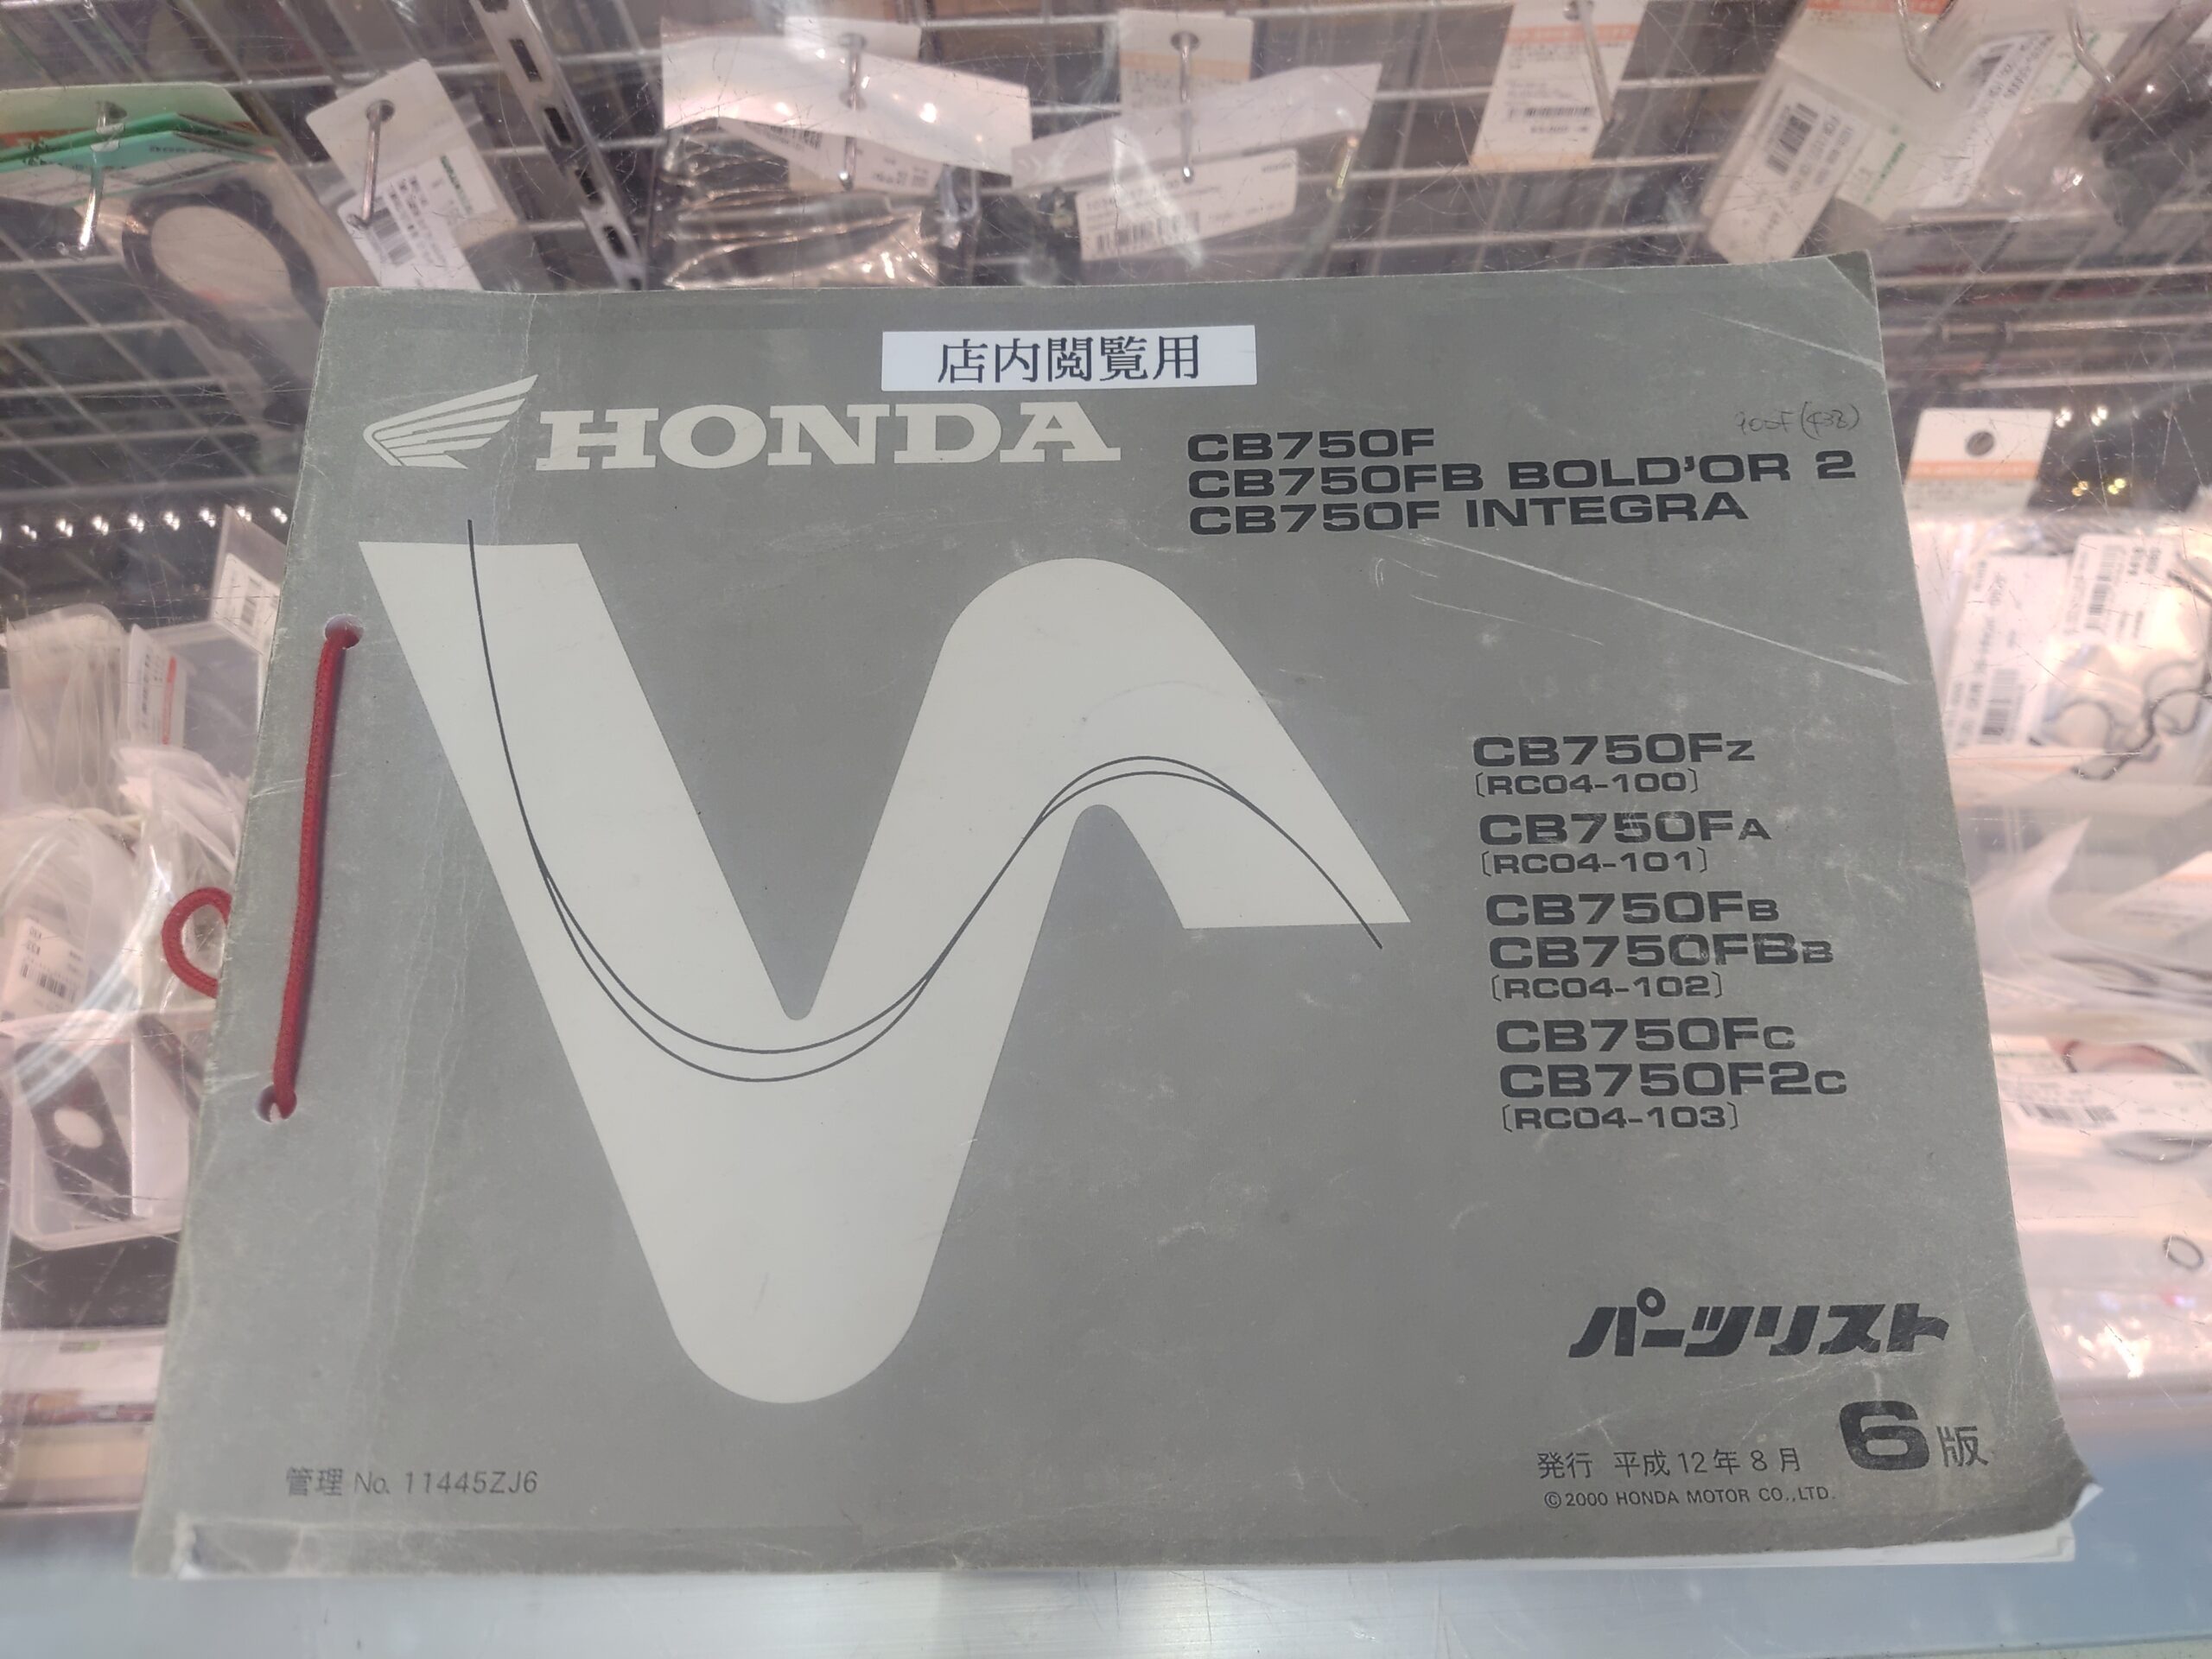 店内閲覧用
HONDA
CB750F
CB750FB BOLD'OR 2
CB750F INTEGRA
CB750Fz
〔RC04-100〕
CB750FA
〔RC04-101〕
CB750FB
CB750FBB
〔RC04-102〕
CB750Fc
CB750F2c
〔RC04-103〕
パーツリスト
6版
発行 平成12年8月
©2000 HONDA MOTOR CO.,LTD.
管理 No. 11445ZJ6